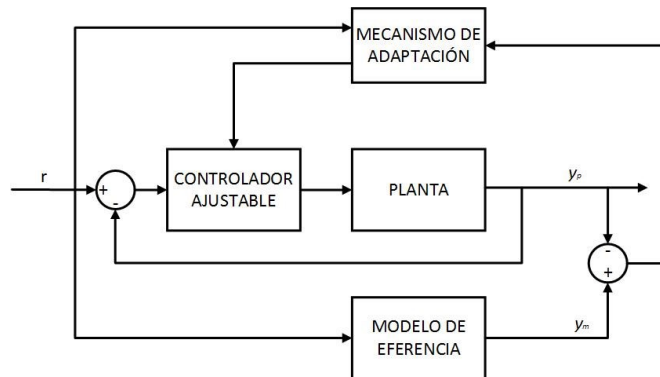 MECANISMO DE
ADAPTACIÓN
r
+
-
CONTROLADOR
AJUSTABLE
PLANTA
yₚ
-
+
MODELO DE
EFERENCIA
yₘ